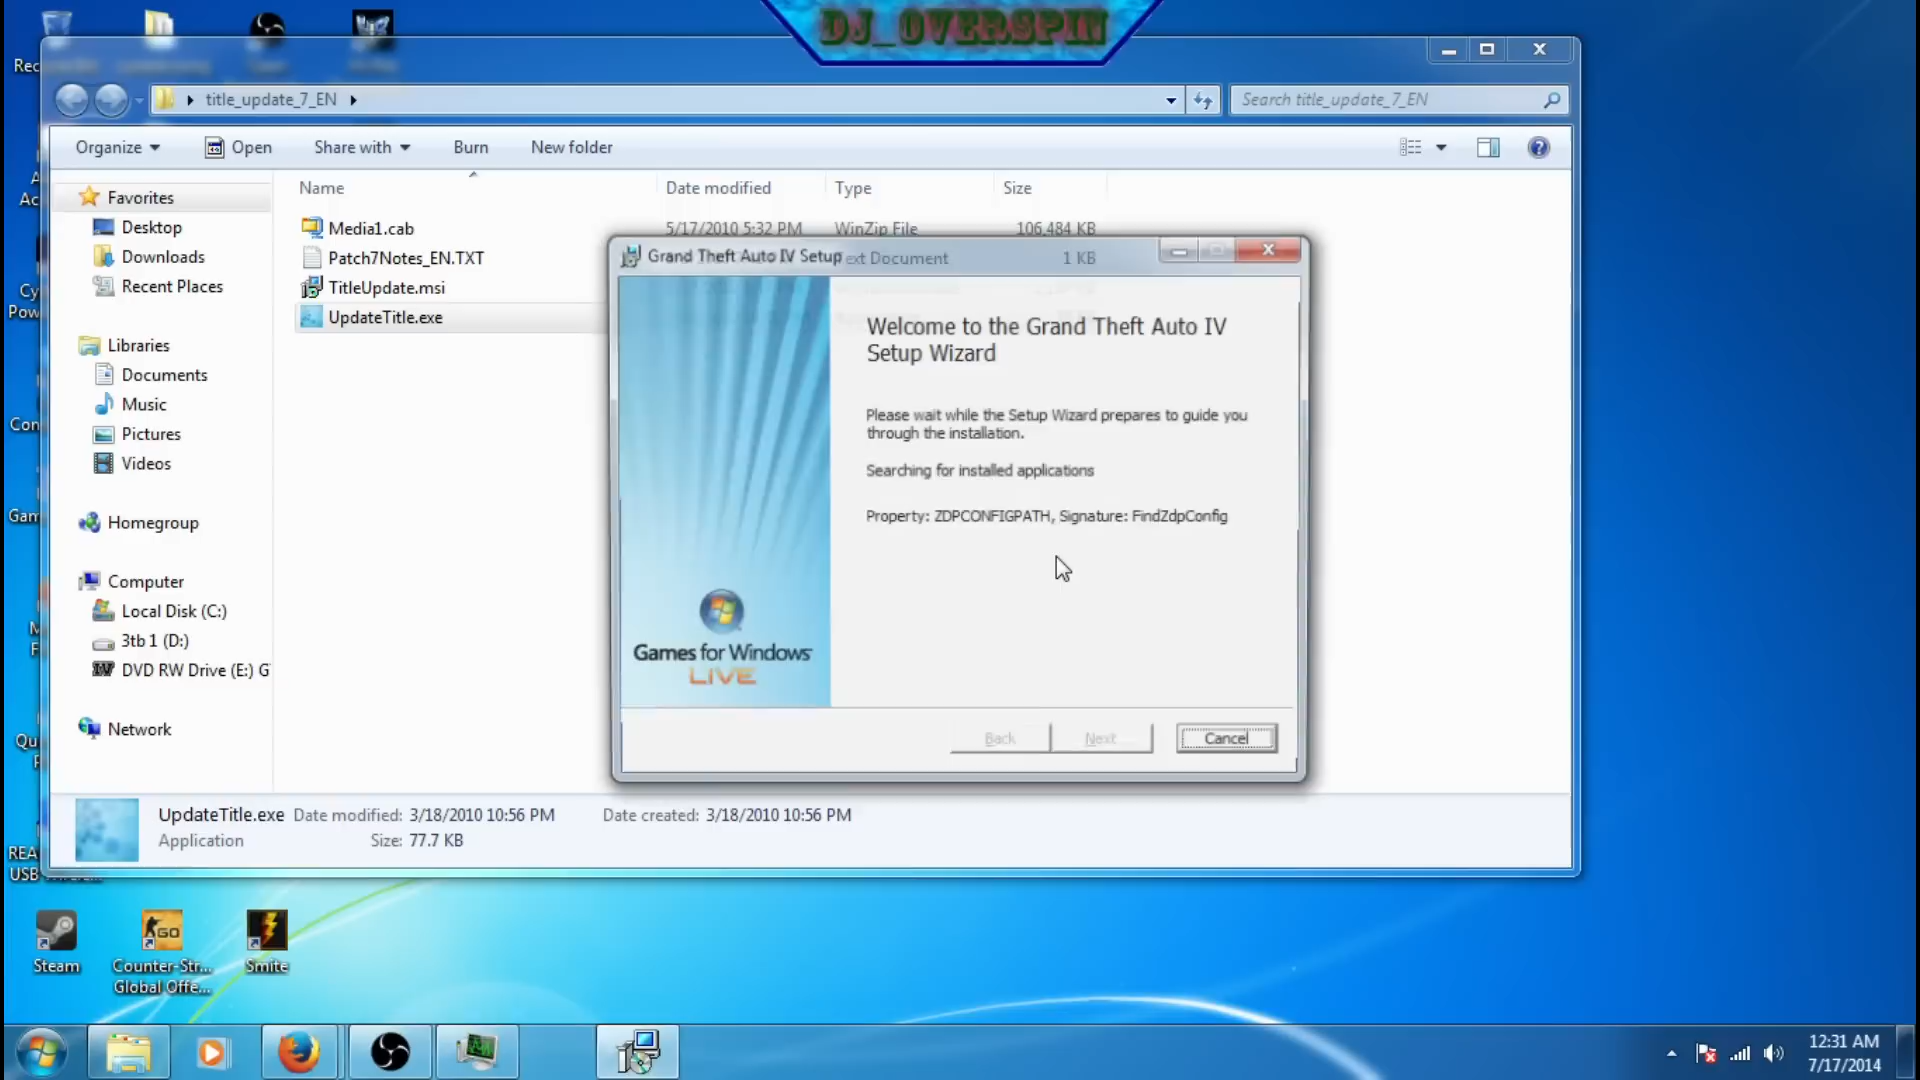 DJ_OVERSPIN
Rec
title_update_7_EN
Search title_update_7_EN
Organize
Open
Share with
Burn
New folder
Name
Date modified
Type
Size
Favorites
Desktop
Downloads
Recent Places
Libraries
Documents
Music
Pictures
Videos
Homegroup
Computer
Local Disk (C:)
3tb 1 (D:)
DVD RW Drive (E:) G
Network
Media1.cab
5/17/2010 5:32 PM
WinZip File
106,484 KB
Patch7Notes_EN.TXT
ext Document
1 KB
TitleUpdate.msi
UpdateTitle.exe
Grand Theft Auto IV Setup
Welcome to the Grand Theft Auto IV
Setup Wizard
Please wait while the Setup Wizard prepares to guide you
through the installation.
Searching for installed applications
Property: ZDPCONFIGPATH, Signature: FindZdpConfig
Games for Windows
LIVE
Back
Next
Cancel
UpdateTitle.exe
Date modified: 3/18/2010 10:56 PM
Date created: 3/18/2010 10:56 PM
Application
Size: 77.7 KB
A
Ac
Cy
Pow
Con
Gam
M
F
Qu
P
REA
USB
Steam
Counter-Str...
Global Offe...
Smite
GO
12:31 AM
7/17/2014